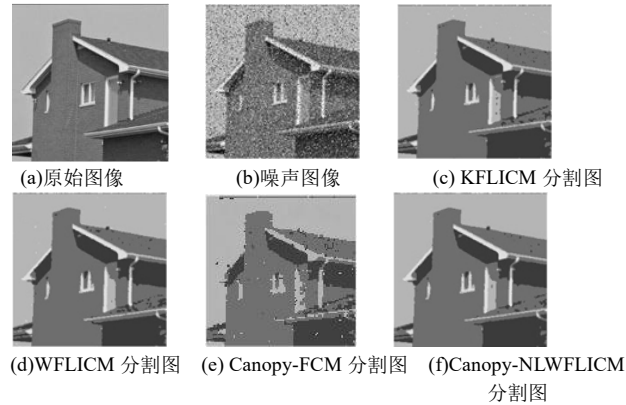 (a)原始图像
(b)噪声图像
(c) KFLICM 分割图
(d)WFLICM 分割图
(e) Canopy-FCM 分割图
(f)Canopy-NLWFLICM
分割图